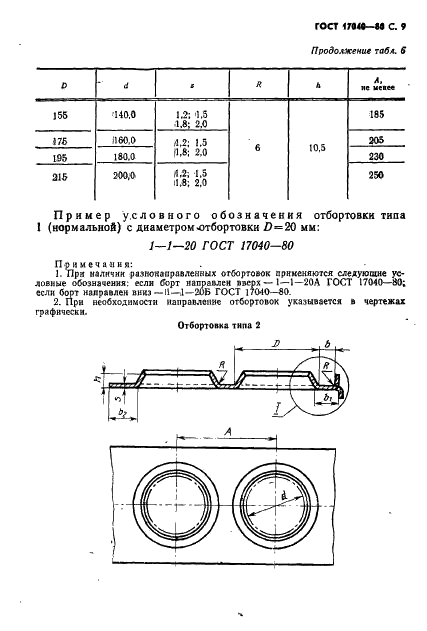 ГОСТ 17040—80 С. 9
Продолжение табл. 6
D d s R h A, не менее
155 140,0 1,2; 1,5 1,8; 2,0 6 10,5 185
175 160,0 1,2; 1,5 1,8; 2,0 205
195 180,0 230
215 200,0 1,2; 1,5 1,8; 2,0 250
Пример условного обозначения отбортовки типа
1 (нормальной) с диаметром отбортовки D=20 мм:
1—1—20 ГОСТ 17040—80
Примечания:
1. При наличии разнонаправленных отбортовок применяются следующие ус-
ловные обозначения: если борт направлен вверх — 1—1—20А ГОСТ 17040—80;
если борт направлен вниз — 1—1—20Б ГОСТ 17040—80.
2. При необходимости направление отбортовок указывается в чертежах
графически.
Отбортовка типа 2
D b
R R
h s
b₂ I b₁
A
d